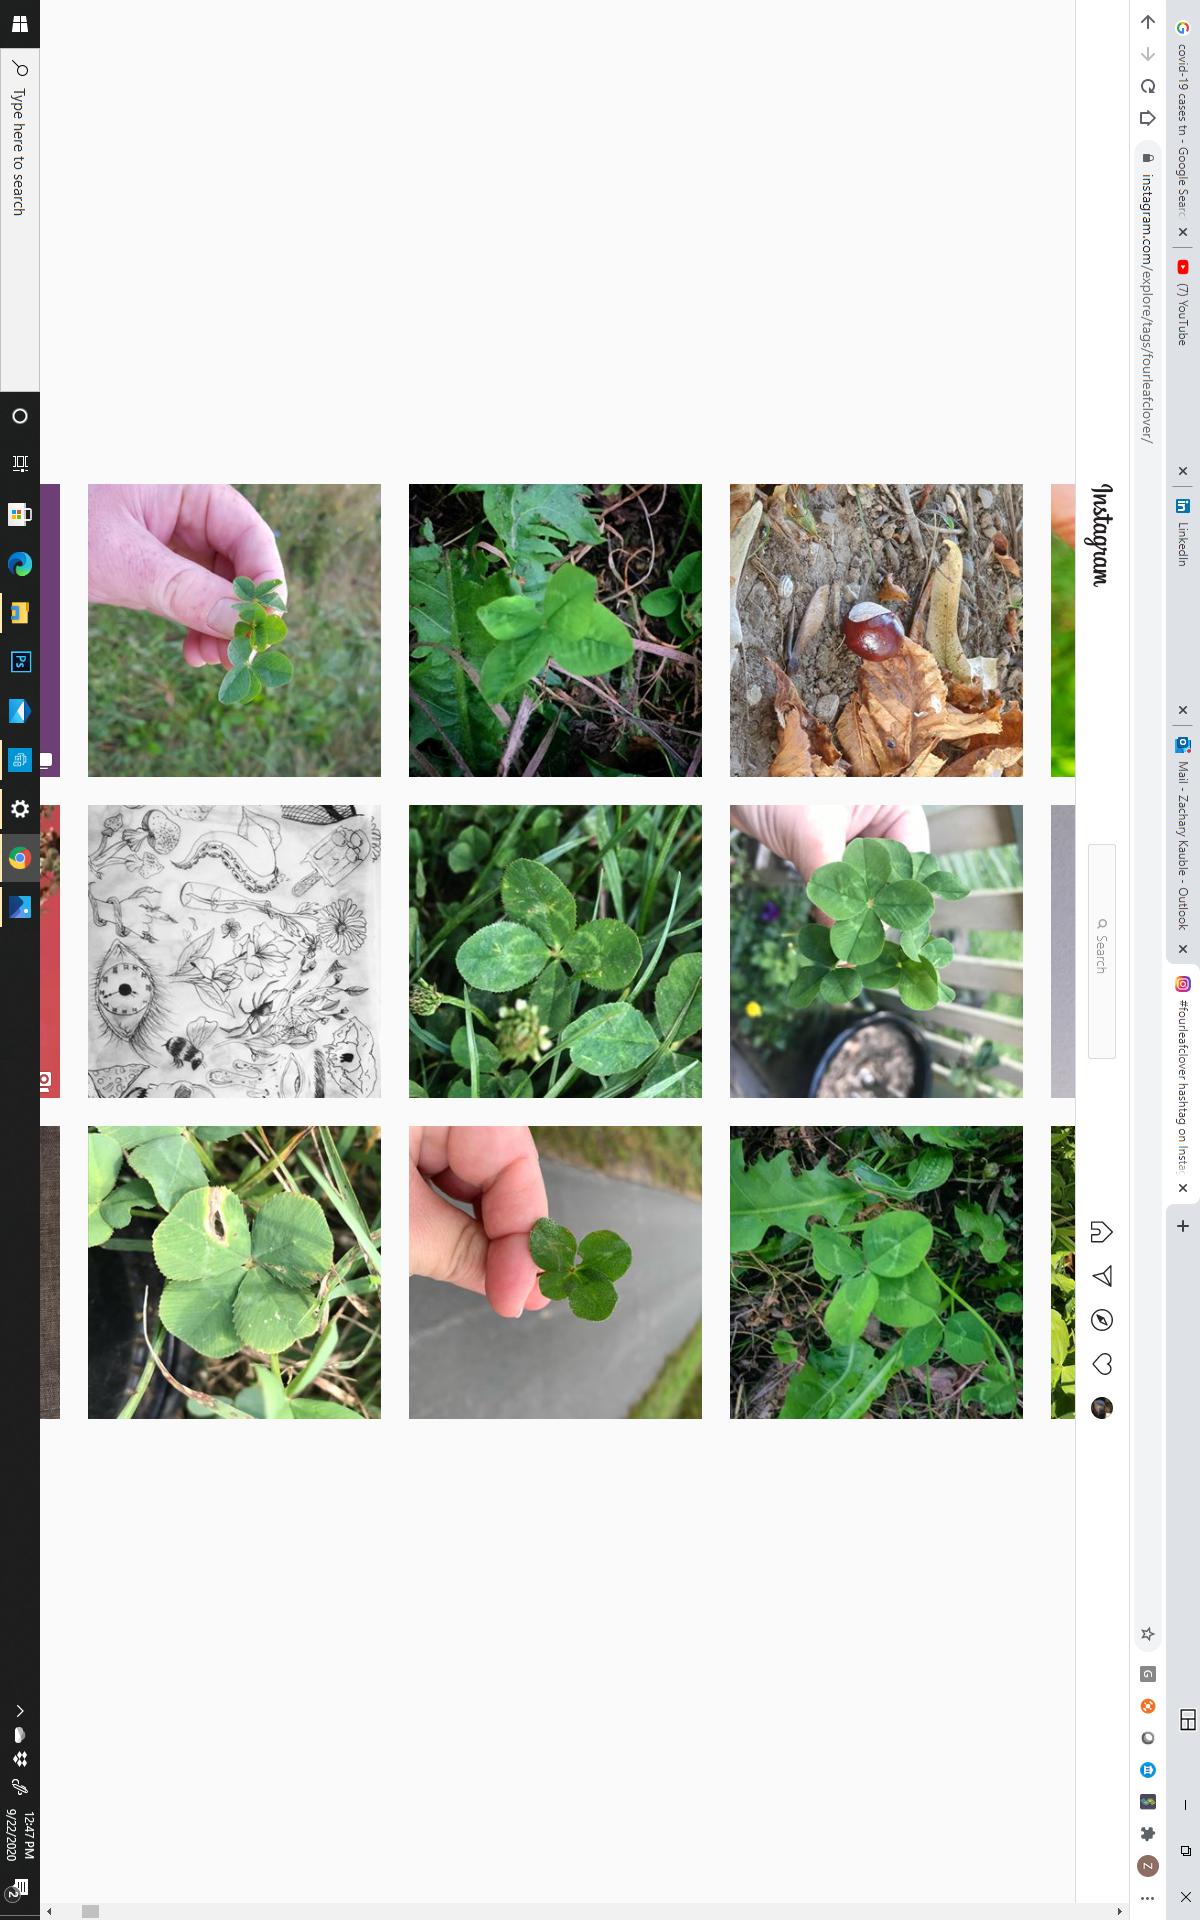 covid-19 cases tn - Google Searc
(7) YouTube
LinkedIn
Mail - Zachary Kauble - Outlook
#fourleafclover hashtag on Insta
instagram.com/explore/tags/fourleafclover/
G
Z
Instagram
Search
Type here to search
Ps
12:47 PM
9/22/2020
2